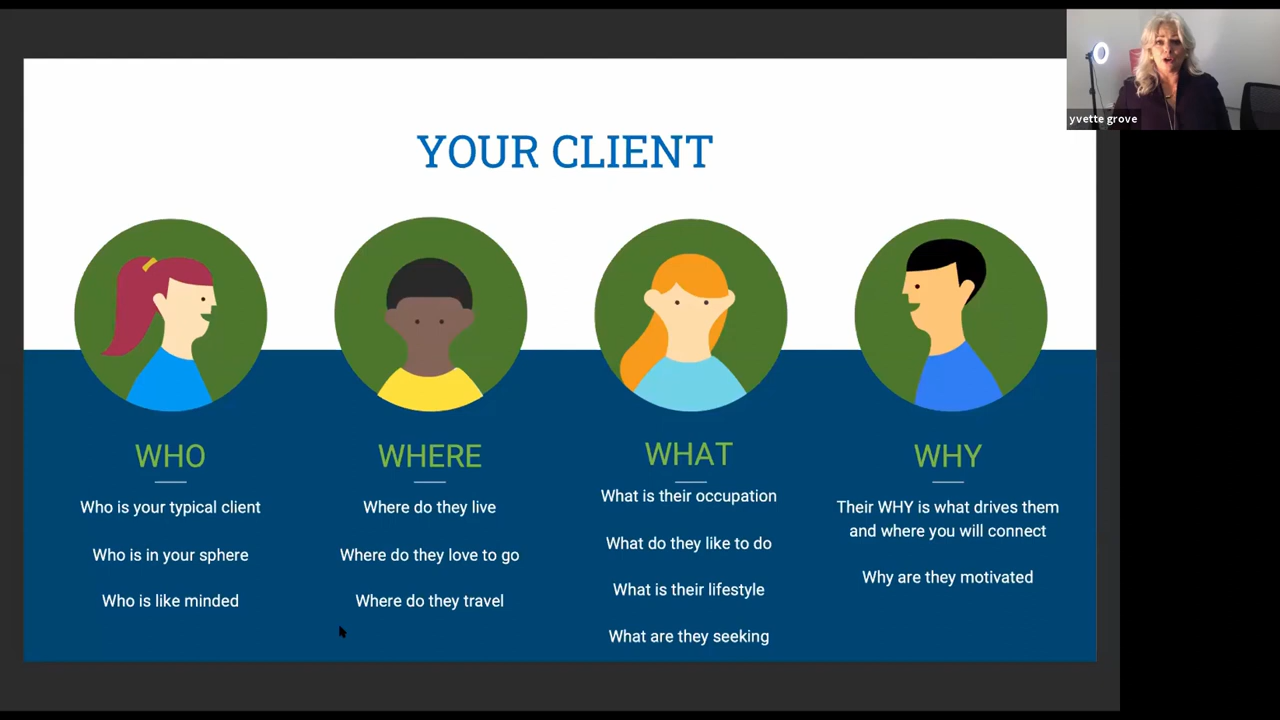 yvette grove
YOUR CLIENT
WHO
Who is your typical client
Who is in your sphere
Who is like minded
WHERE
Where do they live
Where do they love to go
Where do they travel
WHAT
What is their occupation
What do they like to do
What is their lifestyle
What are they seeking
WHY
Their WHY is what drives them
and where you will connect
Why are they motivated